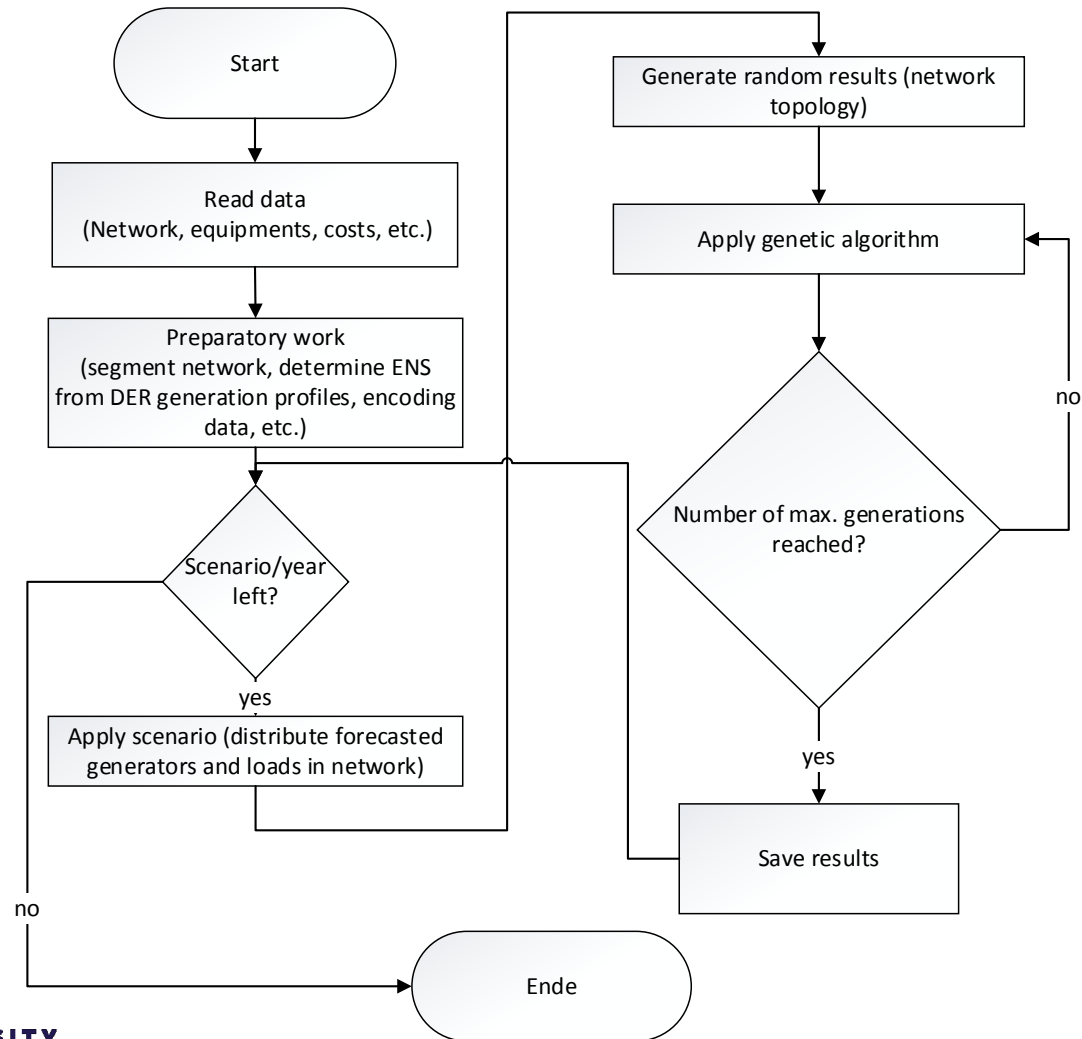 Start
Read data
(Network, equipments, costs, etc.)
Preparatory work
(segment network, determine ENS
from DER generation profiles, encoding
data, etc.)
Scenario/year
left?
yes
Apply scenario (distribute forecasted
generators and loads in network)
no
Ende
Generate random results (network
topology)
Apply genetic algorithm
no
Number of max. generations
reached?
yes
Save results